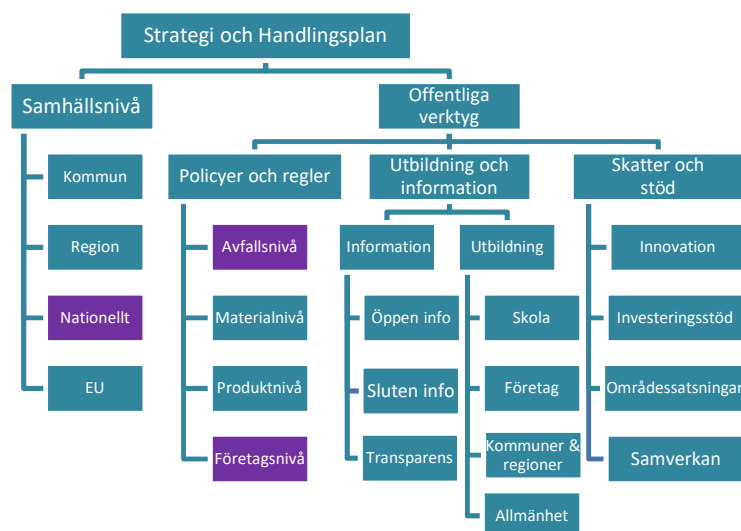 Strategi och Handlingsplan
Samhällsnivå
Offentliga
verktyg
Kommun
Region
Nationellt
EU
Policyer och regler
Utbildning och
information
Skatter och
stöd
Avfallsnivå
Materialnivå
Produktnivå
Företagsnivå
Information
Utbildning
Öppen info
Sluten info
Transparens
Skola
Företag
Kommuner &
regioner
Allmänhet
Innovation
Investeringsstöd
Områdessatsningar
Samverkan